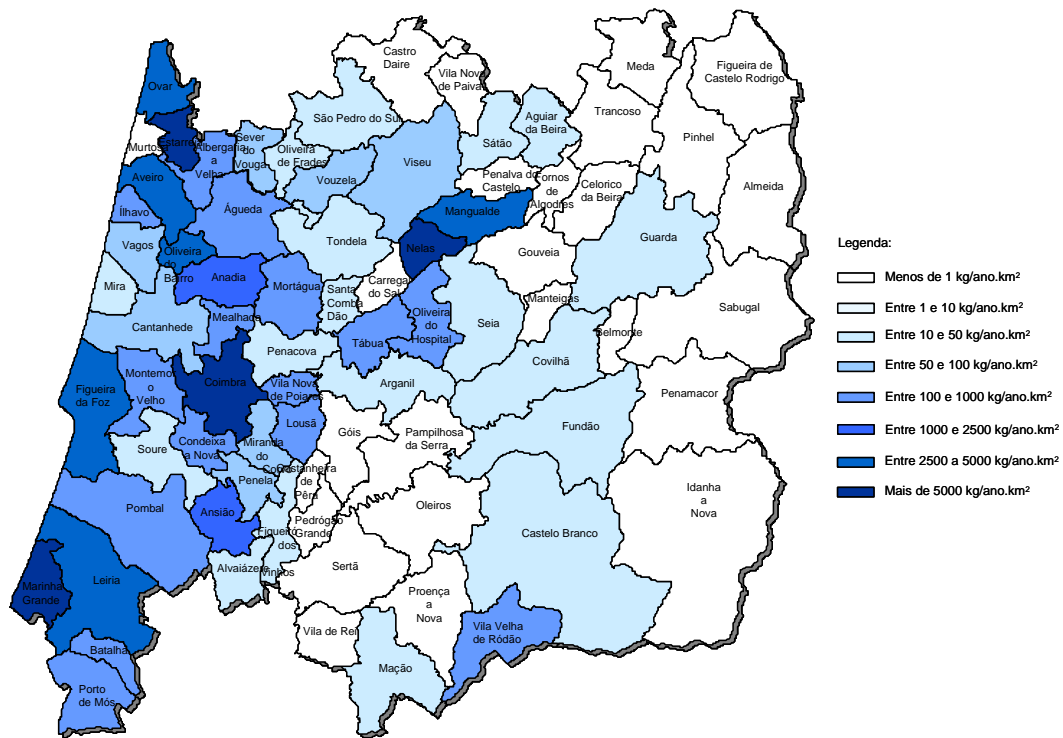 Castro
Daire
Vila Nova
de Paiva
Meda
Figueira de
Castelo Rodrigo
Ovar
São Pedro do Sul
Aguiar
da Beira
Trancoso
Pinhel
Murtosa
Estarreja
Albergaria
a
Velha
Sever
do
Vouga
Oliveira
de Frades
Sátão
Viseu
Aveiro
Vouzela
Penalva do
Castelo
Fornos
de
Algodres
Celorico
da Beira
Almeida
Ílhavo
Águeda
Mangualde
Vagos
Oliveira
do
Bairro
Tondela
Nelas
Guarda
Gouveia
Mira
Anadia
Mortágua
Santa
Comba
Dão
Carregal
do Sal
Manteigas
Sabugal
Cantanhede
Mealhada
Oliveira
do
Hospital
Seia
Belmonte
Tábua
Penacova
Covilhã
Figueira
da Foz
Montemor
o
Velho
Coimbra
Vila Nova
de Poiares
Arganil
Penamacor
Lousã
Góis
Pampilhosa
da Serra
Fundão
Soure
Condeixa
a Nova
Miranda
do Corvo
Penela
Castanheira
de
Pêra
Idanha
a
Nova
Pombal
Ansião
Pedrógão
Grande
Oleiros
Castelo Branco
Figueiró
dos
Vinhos
Alvaiázere
Sertã
Leiria
Marinha
Grande
Proença
a
Nova
Vila Velha
de Ródão
Vila de Rei
Batalha
Mação
Porto
de Mós
Legenda:
Menos de 1 kg/ano.km²
Entre 1 e 10 kg/ano.km²
Entre 10 e 50 kg/ano.km²
Entre 50 e 100 kg/ano.km²
Entre 100 e 1000 kg/ano.km²
Entre 1000 e 2500 kg/ano.km²
Entre 2500 a 5000 kg/ano.km²
Mais de 5000 kg/ano.km²